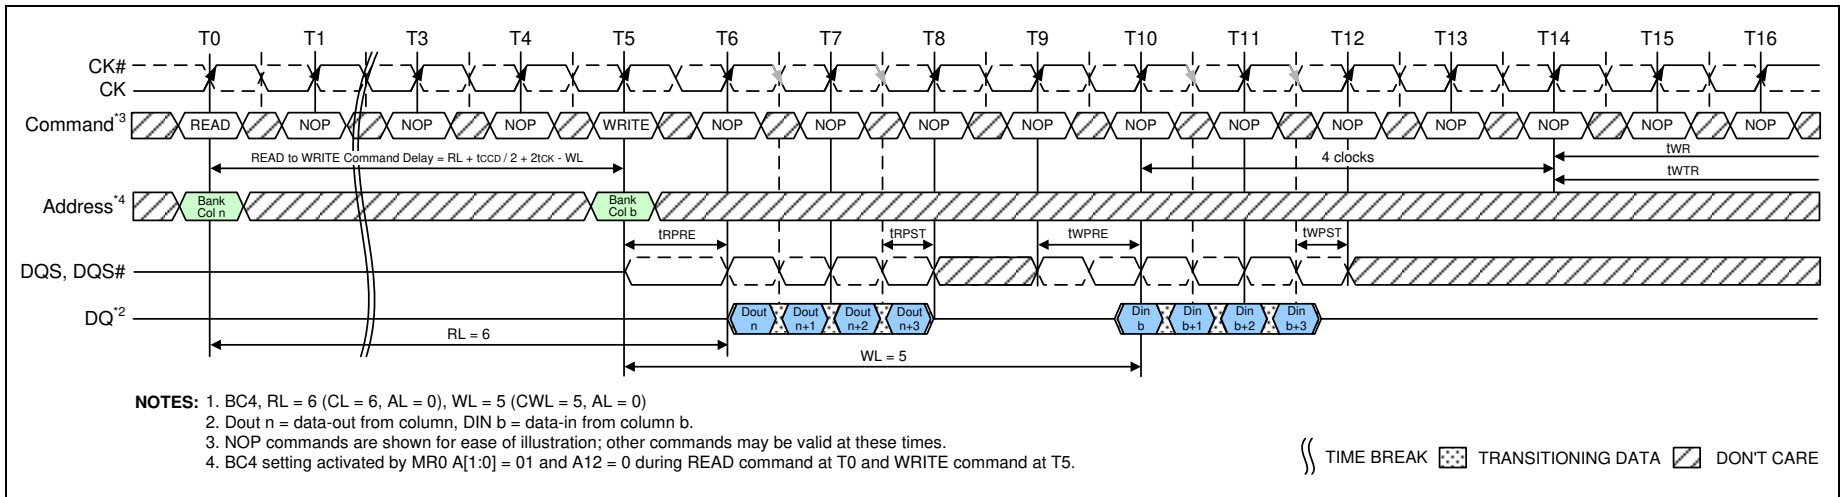 T0 T1 T3 T4 T5 T6 T7 T8 T9 T10 T11 T12 T13 T14 T15 T16
CK#
CK
Command*3 READ NOP NOP NOP WRITE NOP NOP NOP NOP NOP NOP NOP NOP NOP NOP NOP
READ to WRITE Command Delay = RL + tCCD / 2 + 2tCK - WL 4 clocks tWR
tWTR
Address*4 Bank Col n Bank Col b
tRPRE tRPST tWPRE tWPST
DQS, DQS#
DQ*2 Dout n Dout n+1 Dout n+2 Dout n+3 Din b Din b+1 Din b+2 Din b+3
RL = 6
WL = 5
NOTES: 1. BC4, RL = 6 (CL = 6, AL = 0), WL = 5 (CWL = 5, AL = 0)
2. Dout n = data-out from column, DIN b = data-in from column b.
3. NOP commands are shown for ease of illustration; other commands may be valid at these times.
4. BC4 setting activated by MR0 A[1:0] = 01 and A12 = 0 during READ command at T0 and WRITE command at T5.
TIME BREAK TRANSITIONING DATA DON'T CARE